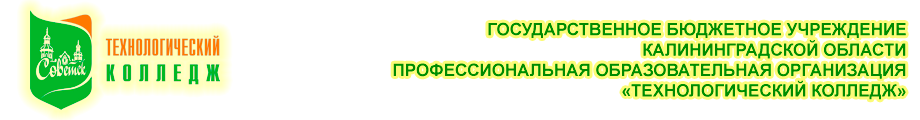 Советск
ТЕХНОЛОГИЧЕСКИЙ
КОЛЛЕДЖ
ГОСУДАРСТВЕННОЕ БЮДЖЕТНОЕ УЧРЕЖДЕНИЕ
КАЛИНИНГРАДСКОЙ ОБЛАСТИ
ПРОФЕССИОНАЛЬНАЯ ОБРАЗОВАТЕЛЬНАЯ ОРГАНИЗАЦИЯ
«ТЕХНОЛОГИЧЕСКИЙ КОЛЛЕДЖ»